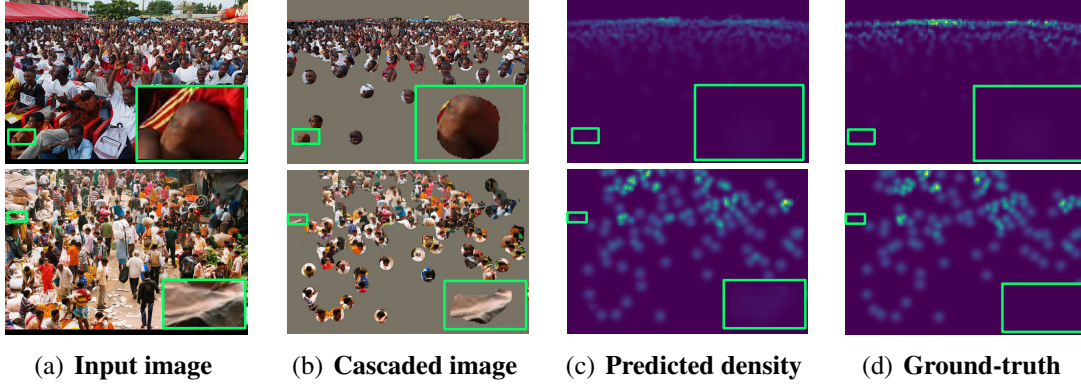 (a) Input image
(b) Cascaded image
(c) Predicted density
(d) Ground-truth